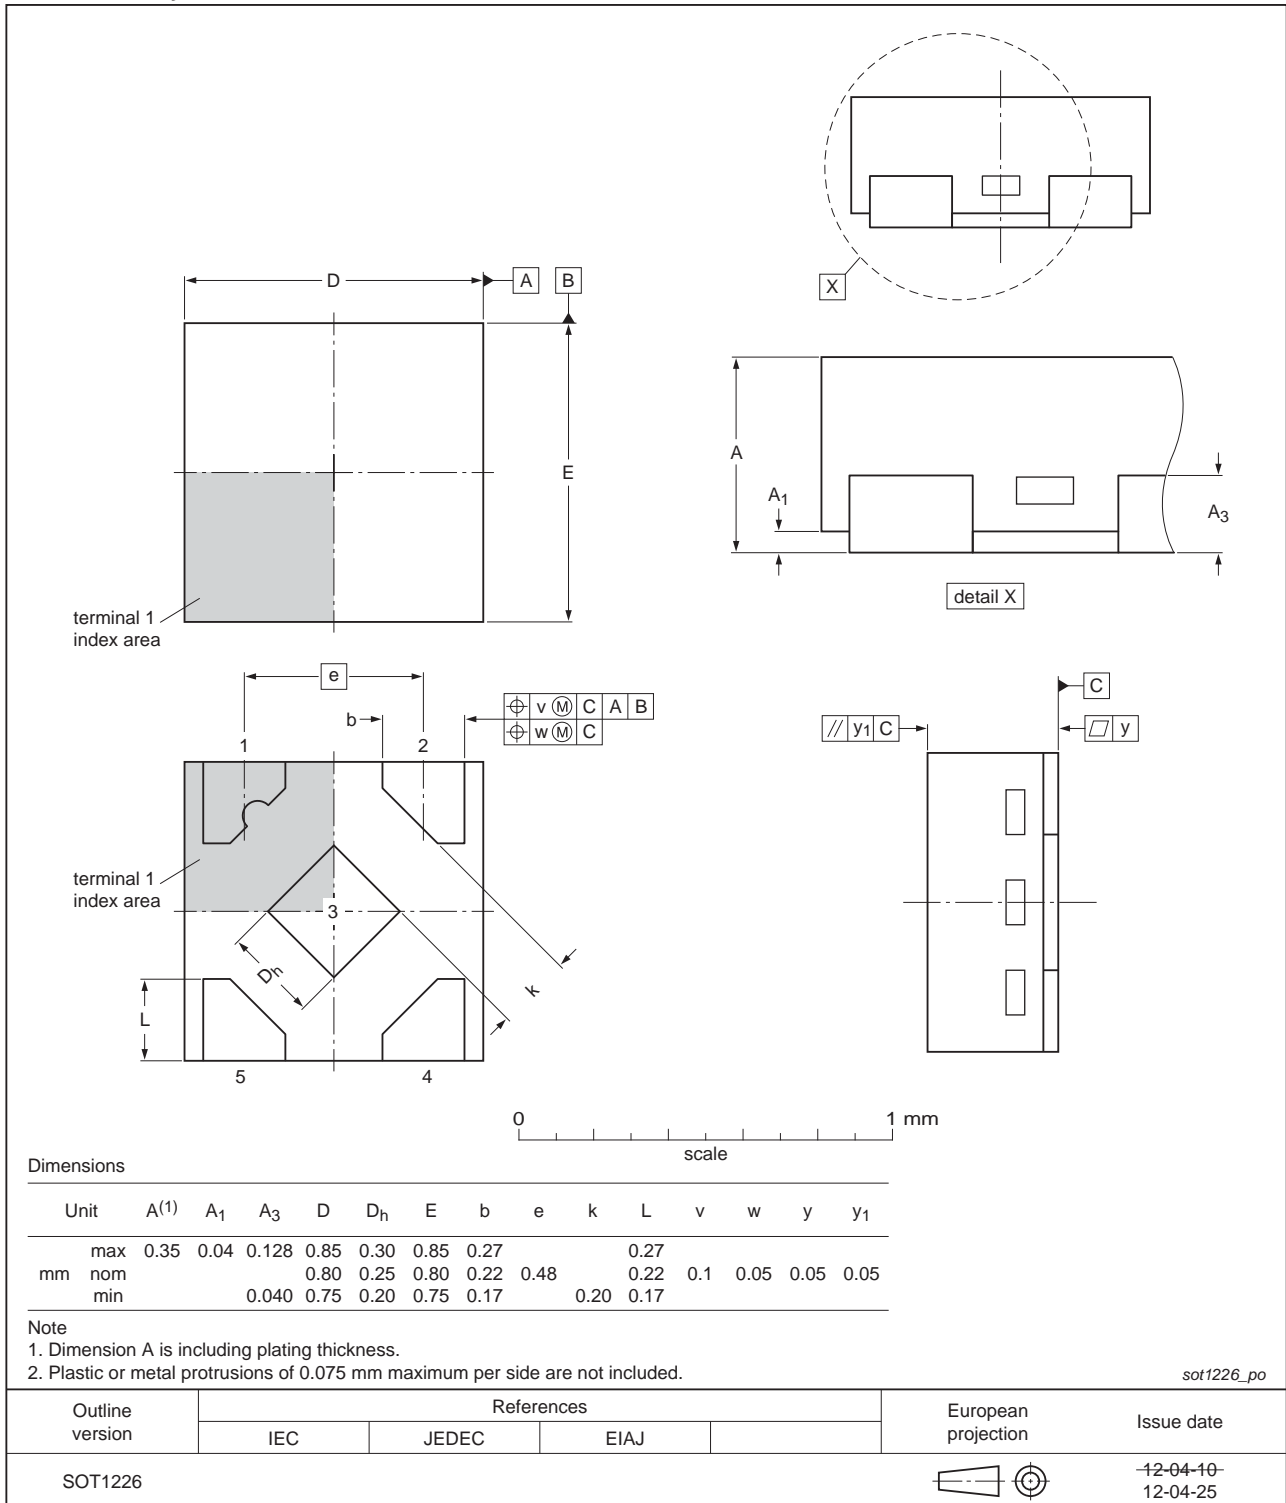 X
D A B
E
terminal 1
index area
A
A1
A3
detail X
e
b
v M C A B
w M C
1 2
terminal 1
index area
3
Dh
k
L
5 4
C
// y1 C
y
0 1 mm
scale
Dimensions
Unit A(1) A1 A3 D Dh E b e k L v w y y1
max 0.35 0.04 0.128 0.85 0.30 0.85 0.27 0.27
mm nom 0.80 0.25 0.80 0.22 0.48 0.22 0.1 0.05 0.05 0.05
min 0.040 0.75 0.20 0.75 0.17 0.20 0.17
Note
1. Dimension A is including plating thickness.
2. Plastic or metal protrusions of 0.075 mm maximum per side are not included.
sot1226_po
Outline version
References
IEC JEDEC EIAJ
European projection
Issue date
SOT1226
12-04-10
12-04-25